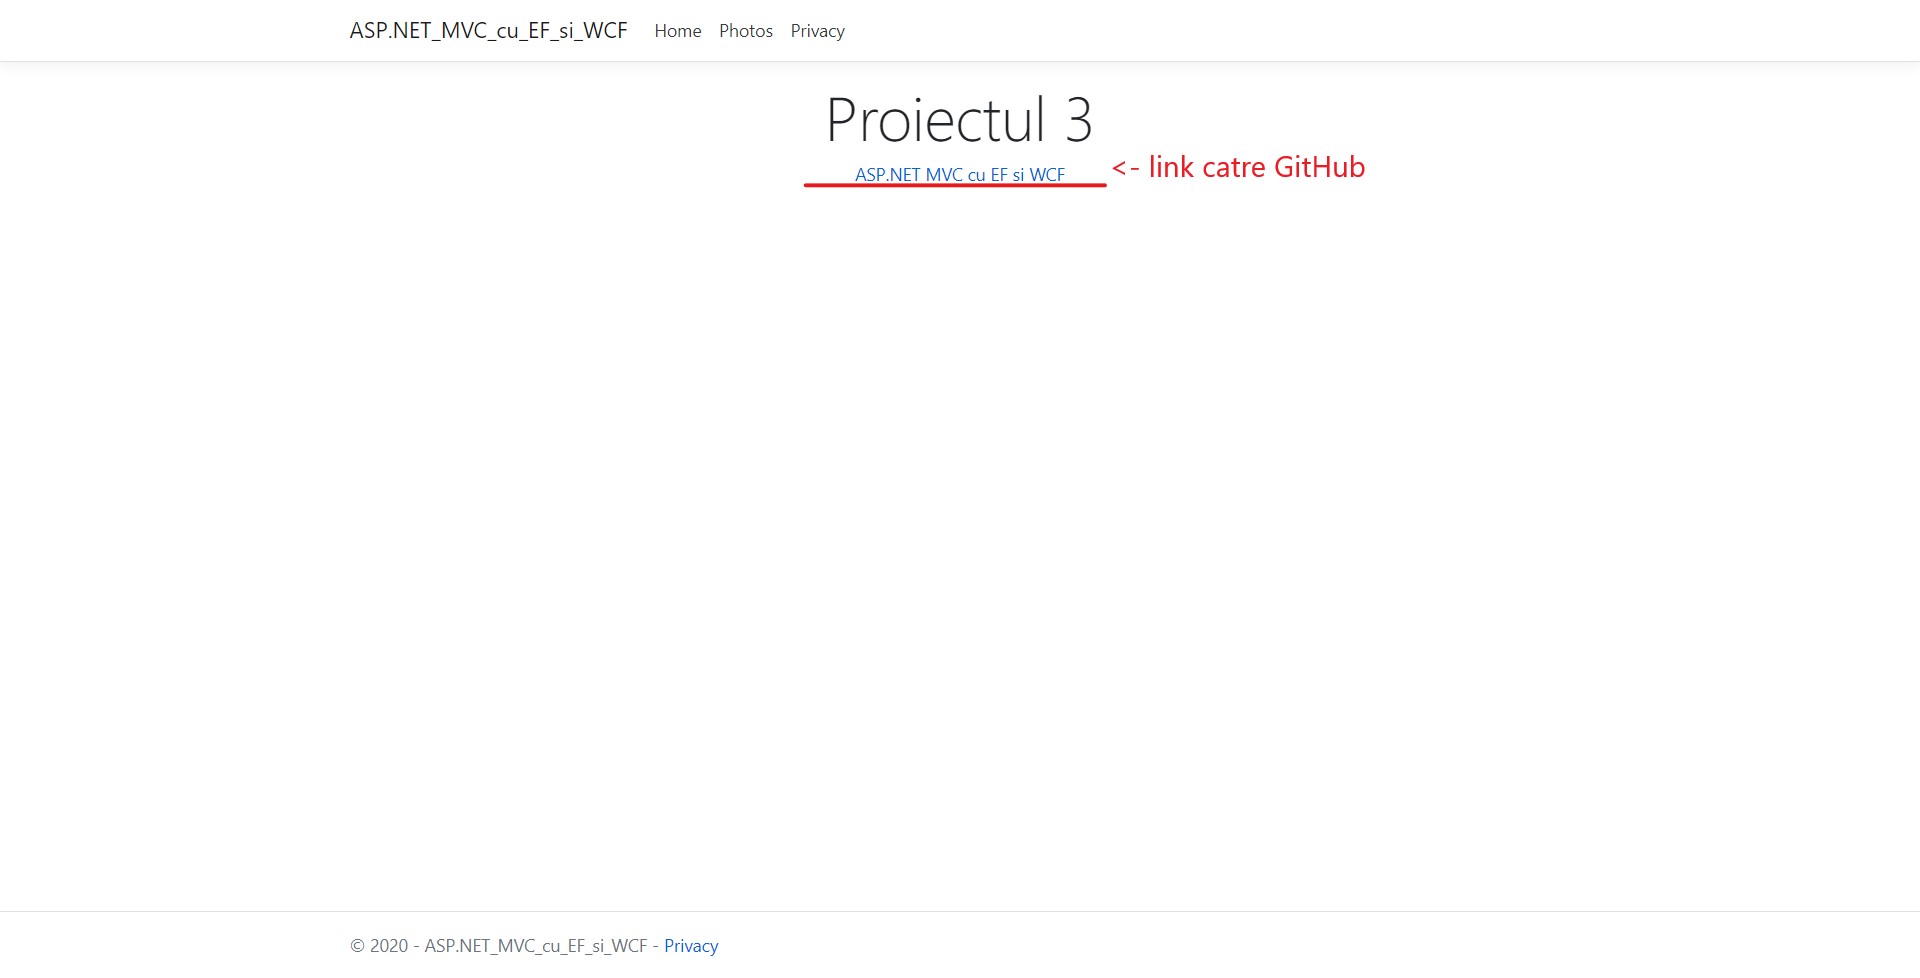 ASP.NET_MVC_cu_EF_si_WCF Home Photos Privacy
Proiectul 3
ASP.NET MVC cu EF si WCF <- link catre GitHub
© 2020 - ASP.NET_MVC_cu_EF_si_WCF - Privacy